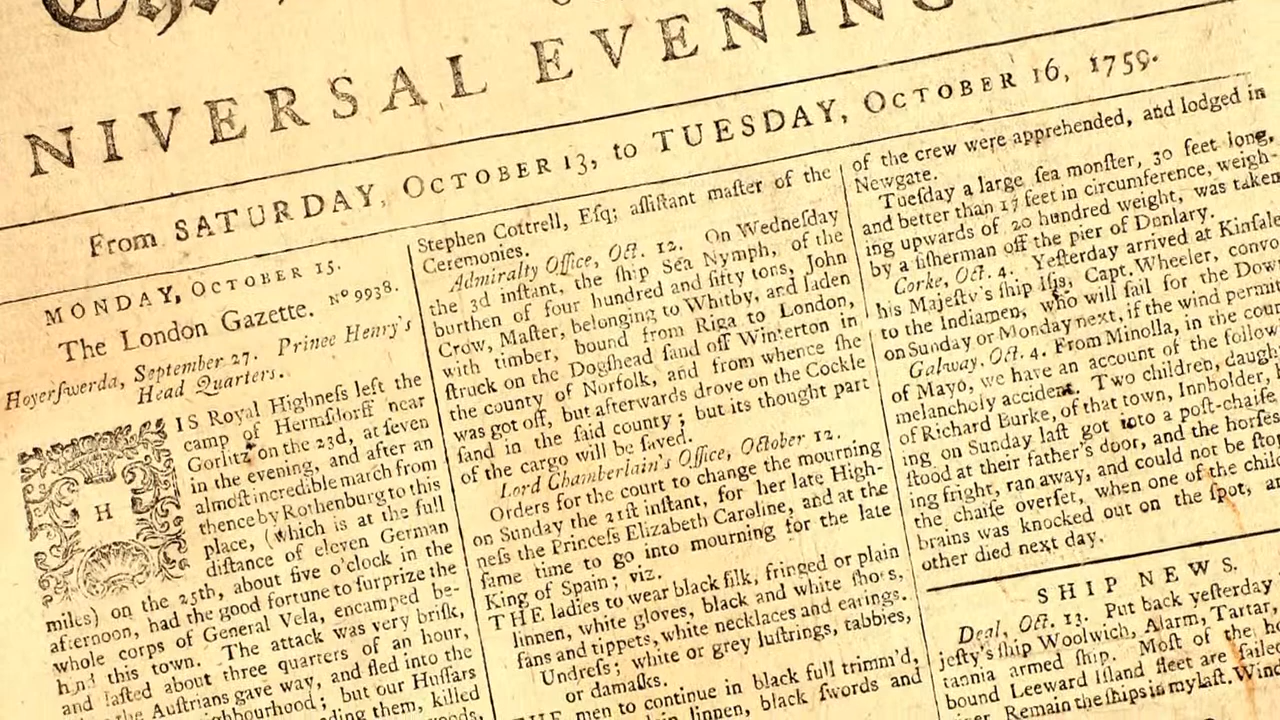 NIVERSAL EVENING
From SATURDAY, OCTOBER 13, to TUESDAY, OCTOBER 16, 1759.
MONDAY, OCTOBER 15.
The London Gazette. Nº 9938.
Hoyerſwerda, September 27. Prince Henry's
Head Quarters.
HIS Royal Highneſs left the
camp of Hermſdorff near
Gorlitz on the 23d, at ſeven
in the evening, and after an
almoſt incredible march from
thence by Rothenburg to this
place, (which is at the full
diſtance of eleven German
miles) on the 25th, about five o'clock in the
afternoon, had the good fortune to ſurprize the
whole corps of General Vela, encamped be-
hind this town. The attack was very briſk,
and laſted about three quarters of an hour,
the Auſtrians gave way, and fled into the
ghbourhood; but our Huſſars
ding them, killed
Stephen Cottrell, Eſq; aſſiſtant maſter of the
Ceremonies.
Admiralty Office, Oct. 12. On Wedneſday
the 3d inſtant, the ſhip Sea Nymph, of the
burthen of four hundred and fifty tons, John
Crow, Maſter, belonging to Whitby, and laden
with timber, bound from Riga to London,
ſtruck on the Dogſhead ſand off Winterton in
the county of Norfolk, and from whence ſhe
was got off, but afterwards drove on the Cockle
ſand in the ſaid county; but its thought part
of the cargo will be ſaved.
Lord Chamberlain's Office, October 12.
Orders for the court to change the mourning
on Sunday the 21ſt inſtant, for her late High-
neſs the Princeſs Elizabeth Caroline, and at the
ſame time to go into mourning for the late
King of Spain; viz.
THE ladies to wear black ſilk, fringed or plain
linnen, white gloves, black and white ſhoes,
fans and tippets, white necklaces and earings.
Undreſs; white or grey luſtrings, tabbies,
or damaſks.
THE men to continue in black full trimm'd,
linnen, black ſwords and
of the crew were apprehended, and lodged in
Newgate.
Tueſday a large ſea monſter, 30 feet long,
and better than 17 feet in circumference, weigh-
ing upwards of 20 hundred weight, was taken
by a fiſherman off the pier of Dunlary.
Corke, Oct. 4. Yeſterday arrived at Kinſale
his Majeſty's ſhip Iſis, Capt. Wheeler, convo
to the Indiamen, who will ſail for the Dow
on Sunday or Monday next, if the wind permit
Galway. Oct. 4. From Minolla, in the cou
of Mayo, we have an account of the follow
melancholy accident. Two children, daugh
of Richard Burke, of that town, Innholder,
ing on Sunday laſt got into a poſt-chaiſe,
ſtood at their father's door, and the horſes
ing fright, ran away, and could not be ſtop
the chaiſe overſet, when one of the child
brains was knocked out on the ſpot, an
other died next day.
SHIP NEWS.
Deal, Oct. 13. Put back yeſterday
jeſty's ſhip Woolwich, Alarm, Tartar,
tannia armed ſhip. Moſt of the ho
bound Leeward Iſland fleet are ſailed
Remain the ſhips in my laſt. Wind